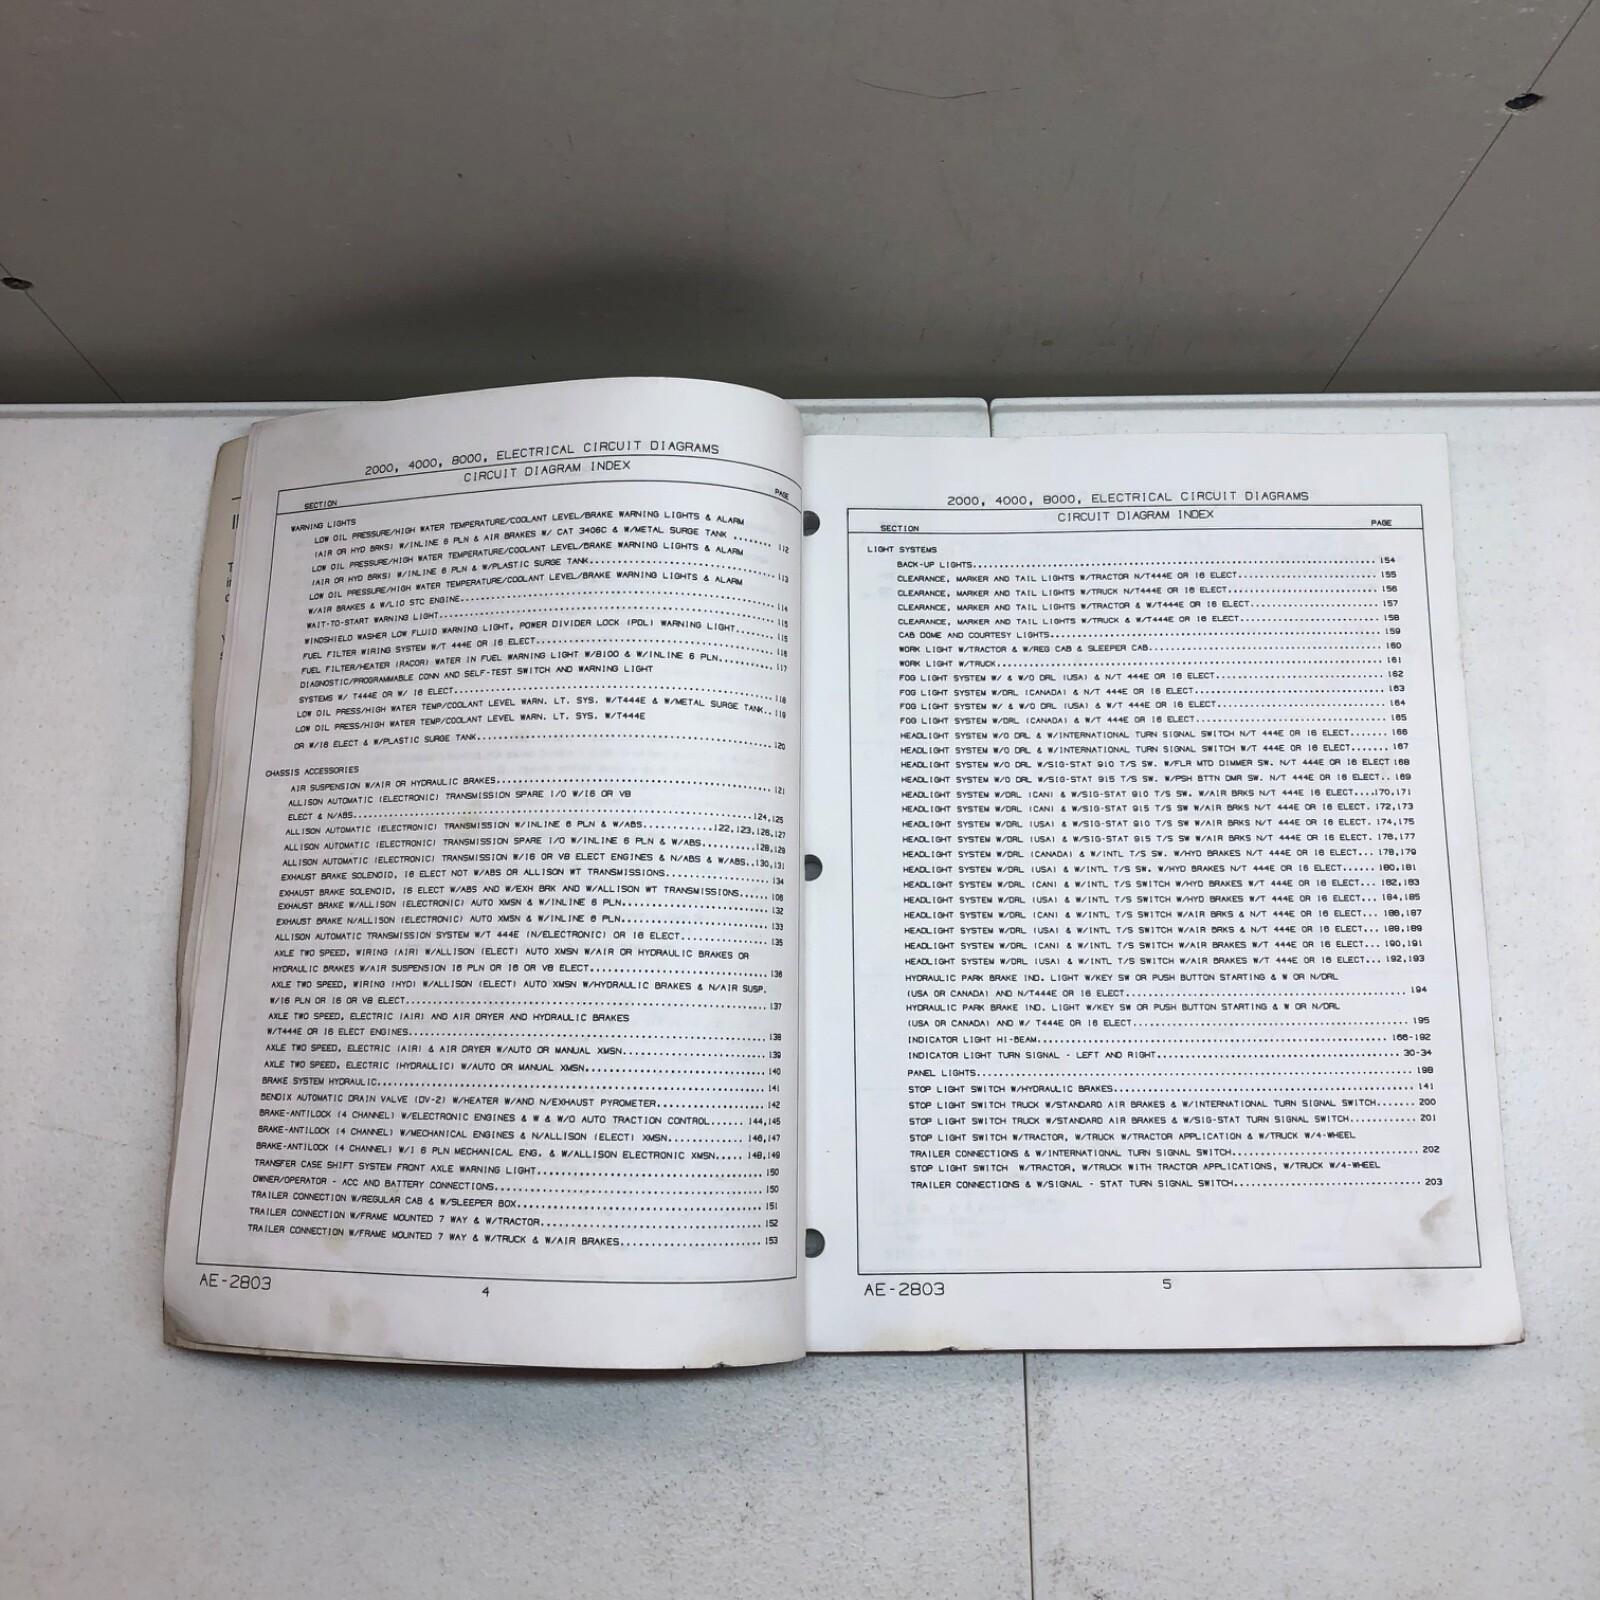 2000, 4000, 8000, ELECTRICAL CIRCUIT DIAGRAMS
CIRCUIT DIAGRAM INDEX
SECTION PAGE
WARNING LIGHTS
LOW OIL PRESSURE/HIGH WATER TEMPERATURE/COOLANT LEVEL/BRAKE WARNING LIGHTS & ALARM
(AIR OR HYD BRKS) W/INLINE 6 PLN & AIR BRAKES W/ CAT 3406C & W/METAL SURGE TANK ........ 112
LOW OIL PRESSURE/HIGH WATER TEMPERATURE/COOLANT LEVEL/BRAKE WARNING LIGHTS & ALARM
(AIR OR HYD BRKS) W/INLINE 6 PLN & W/PLASTIC SURGE TANK........ 113
LOW OIL PRESSURE/HIGH WATER TEMPERATURE/COOLANT LEVEL/BRAKE WARNING LIGHTS & ALARM
W/AIR BRAKES & W/L10 STC ENGINE........ 114
WAIT-TO-START WARNING LIGHT........ 115
WINDSHIELD WASHER LOW FLUID WARNING LIGHT, POWER DIVIDER LOCK (PDL) WARNING LIGHT....... 115
FUEL FILTER WIRING SYSTEM W/T 444E OR I6 ELECT........ 116
FUEL FILTER/HEATER (RACOR) WATER IN FUEL WARNING LIGHT W/8100 & W/INLINE 6 PLN........ 117
DIAGNOSTIC/PROGRAMMABLE CONN AND SELF-TEST SWITCH AND WARNING LIGHT
SYSTEMS W/ T444E OR W/ I6 ELECT........ 118
LOW OIL PRESS/HIGH WATER TEMP/COOLANT LEVEL WARN. LT. SYS. W/T444E & W/METAL SURGE TANK.. 119
LOW OIL PRESS/HIGH WATER TEMP/COOLANT LEVEL WARN. LT. SYS. W/T444E
OR W/I6 ELECT & W/PLASTIC SURGE TANK........ 120
CHASSIS ACCESSORIES
AIR SUSPENSION W/AIR OR HYDRAULIC BRAKES........ 121
ALLISON AUTOMATIC (ELECTRONIC) TRANSMISSION SPARE I/O W/I6 OR V8
ELECT & N/ABS........ 124,125
ALLISON AUTOMATIC (ELECTRONIC) TRANSMISSION W/INLINE 6 PLN & W/ABS........ 122,123,126,127
ALLISON AUTOMATIC (ELECTRONIC) TRANSMISSION SPARE I/O W/INLINE 6 PLN & W/ABS........ 128,129
ALLISON AUTOMATIC (ELECTRONIC) TRANSMISSION W/I6 OR V8 ELECT ENGINES & N/ABS & W/ABS..130,131
EXHAUST BRAKE SOLENOID, I6 ELECT NOT W/ABS OR ALLISON WT TRANSMISSIONS........ 134
EXHAUST BRAKE SOLENOID, I6 ELECT W/ABS AND W/EXH BRK AND W/ALLISON WT TRANSMISSIONS...... 106
EXHAUST BRAKE W/ALLISON (ELECTRONIC) AUTO XMSN & W/INLINE 6 PLN........ 132
EXHAUST BRAKE N/ALLISON (ELECTRONIC) AUTO XMSN & W/INLINE 6 PLN........ 133
ALLISON AUTOMATIC TRANSMISSION SYSTEM W/T 444E (N/ELECTRONIC) OR I6 ELECT........ 135
AXLE TWO SPEED, WIRING (AIR) W/ALLISON (ELECT) AUTO XMSN W/AIR OR HYDRAULIC BRAKES OR
HYDRAULIC BRAKES W/AIR SUSPENSION I6 PLN OR I6 OR V8 ELECT........ 136
AXLE TWO SPEED, WIRING (HYD) W/ALLISON (ELECT) AUTO XMSN W/HYDRAULIC BRAKES & N/AIR SUSP.
W/I6 PLN OR I6 OR V8 ELECT........ 137
AXLE TWO SPEED, ELECTRIC (AIR) AND AIR DRYER AND HYDRAULIC BRAKES
W/T444E OR I6 ELECT ENGINES........ 138
AXLE TWO SPEED, ELECTRIC (AIR) & AIR DRYER W/AUTO OR MANUAL XMSN........ 139
AXLE TWO SPEED, ELECTRIC (HYDRAULIC) W/AUTO OR MANUAL XMSN........ 140
BRAKE SYSTEM HYDRAULIC........ 141
BENDIX AUTOMATIC DRAIN VALVE (DV-2) W/HEATER W/AND N/EXHAUST PYROMETER........ 142
BRAKE-ANTILOCK (4 CHANNEL) W/ELECTRONIC ENGINES & W & W/O AUTO TRACTION CONTROL...... 144,145
BRAKE-ANTILOCK (4 CHANNEL) W/MECHANICAL ENGINES & N/ALLISON (ELECT) XMSN........ 146,147
BRAKE-ANTILOCK (4 CHANNEL) W/I 6 PLN MECHANICAL ENG. & W/ALLISON ELECTRONIC XMSN..... 148,149
TRANSFER CASE SHIFT SYSTEM FRONT AXLE WARNING LIGHT........ 150
OWNER/OPERATOR - ACC AND BATTERY CONNECTIONS........ 150
TRAILER CONNECTION W/REGULAR CAB & W/SLEEPER BOX........ 151
TRAILER CONNECTION W/FRAME MOUNTED 7 WAY & W/TRACTOR........ 152
TRAILER CONNECTION W/FRAME MOUNTED 7 WAY & W/TRUCK & W/AIR BRAKES........ 153
AE-2803
4
2000, 4000, 8000, ELECTRICAL CIRCUIT DIAGRAMS
CIRCUIT DIAGRAM INDEX
SECTION PAGE
LIGHT SYSTEMS
BACK-UP LIGHTS........ 154
CLEARANCE, MARKER AND TAIL LIGHTS W/TRACTOR N/T444E OR I6 ELECT........ 155
CLEARANCE, MARKER AND TAIL LIGHTS W/TRUCK N/T444E OR I6 ELECT........ 156
CLEARANCE, MARKER AND TAIL LIGHTS W/TRACTOR & W/T444E OR I6 ELECT........ 157
CLEARANCE, MARKER AND TAIL LIGHTS W/TRUCK & W/T444E OR I6 ELECT........ 158
CAB DOME AND COURTESY LIGHTS........ 159
WORK LIGHT W/TRACTOR & W/REG CAB & SLEEPER CAB........ 160
WORK LIGHT W/TRUCK........ 161
FOG LIGHT SYSTEM W/ & W/O DRL (USA) & N/T 444E OR I6 ELECT........ 162
FOG LIGHT SYSTEM W/DRL (CANADA) & N/T 444E OR I6 ELECT........ 163
FOG LIGHT SYSTEM W/ & W/O DRL (USA) & W/T 444E OR I6 ELECT........ 164
FOG LIGHT SYSTEM W/DRL (CANADA) & W/T 444E OR I6 ELECT........ 165
HEADLIGHT SYSTEM W/O DRL & W/INTERNATIONAL TURN SIGNAL SWITCH N/T 444E OR I6 ELECT....... 166
HEADLIGHT SYSTEM W/O DRL & W/INTERNATIONAL TURN SIGNAL SWITCH W/T 444E OR I6 ELECT....... 167
HEADLIGHT SYSTEM W/O DRL W/SIG-STAT 910 T/S SW. W/FLR MTD DIMMER SW. N/T 444E OR I6 ELECT 168
HEADLIGHT SYSTEM W/O DRL W/SIG-STAT 915 T/S SW. W/PSH BTTN DMR SW. N/T 444E OR I6 ELECT.. 169
HEADLIGHT SYSTEM W/DRL (CAN) & W/SIG-STAT 910 T/S SW. W/AIR BRKS N/T 444E I6 ELECT....170,171
HEADLIGHT SYSTEM W/DRL (CAN) & W/SIG-STAT 915 T/S SW W/AIR BRKS N/T 444E OR I6 ELECT. 172,173
HEADLIGHT SYSTEM W/DRL (USA) & W/SIG-STAT 910 T/S SW W/AIR BRKS N/T 444E OR I6 ELECT. 174,175
HEADLIGHT SYSTEM W/DRL (USA) & W/SIG-STAT 915 T/S SW W/AIR BRKS N/T 444E OR I6 ELECT. 176,177
HEADLIGHT SYSTEM W/DRL (CANADA) & W/INTL T/S SW. W/HYD BRAKES N/T 444E OR I6 ELECT... 178,179
HEADLIGHT SYSTEM W/DRL (USA) & W/INTL T/S SW. W/HYD BRAKES N/T 444E OR I6 ELECT...... 180,181
HEADLIGHT SYSTEM W/DRL (CAN) & W/INTL T/S SWITCH W/HYD BRAKES W/T 444E OR I6 ELECT... 182,183
HEADLIGHT SYSTEM W/DRL (USA) & W/INTL T/S SWITCH W/HYD BRAKES W/T 444E OR I6 ELECT... 184,185
HEADLIGHT SYSTEM W/DRL (CAN) & W/INTL T/S SWITCH W/AIR BRKS & N/T 444E OR I6 ELECT... 186,187
HEADLIGHT SYSTEM W/DRL (USA) & W/INTL T/S SWITCH W/AIR BRKS & N/T 444E OR I6 ELECT... 188,189
HEADLIGHT SYSTEM W/DRL (CAN) & W/INTL T/S SWITCH W/AIR BRAKES W/T 444E OR I6 ELECT... 190,191
HEADLIGHT SYSTEM W/DRL (USA) & W/INTL T/S SWITCH W/AIR BRAKES W/T 444E OR I6 ELECT... 192,193
HYDRAULIC PARK BRAKE IND. LIGHT W/KEY SW OR PUSH BUTTON STARTING & W OR N/DRL
(USA OR CANADA) AND N/T444E OR I6 ELECT........ 194
HYDRAULIC PARK BRAKE IND. LIGHT W/KEY SW OR PUSH BUTTON STARTING & W OR N/DRL
(USA OR CANADA) AND W/ T444E OR I6 ELECT........ 195
INDICATOR LIGHT HI-BEAM........ 166-192
INDICATOR LIGHT TURN SIGNAL - LEFT AND RIGHT........ 30-34
PANEL LIGHTS........ 198
STOP LIGHT SWITCH W/HYDRAULIC BRAKES........ 141
STOP LIGHT SWITCH TRUCK W/STANDARD AIR BRAKES & W/INTERNATIONAL TURN SIGNAL SWITCH....... 200
STOP LIGHT SWITCH TRUCK W/STANDARD AIR BRAKES & W/SIG-STAT TURN SIGNAL SWITCH........ 201
STOP LIGHT SWITCH W/TRACTOR, W/TRUCK W/TRACTOR APPLICATION & W/TRUCK W/4-WHEEL
TRAILER CONNECTIONS & W/INTERNATIONAL TURN SIGNAL SWITCH........ 202
STOP LIGHT SWITCH W/TRACTOR, W/TRUCK WITH TRACTOR APPLICATIONS, W/TRUCK W/4-WHEEL
TRAILER CONNECTIONS & W/SIGNAL - STAT TURN SIGNAL SWITCH........ 203
AE-2803
5